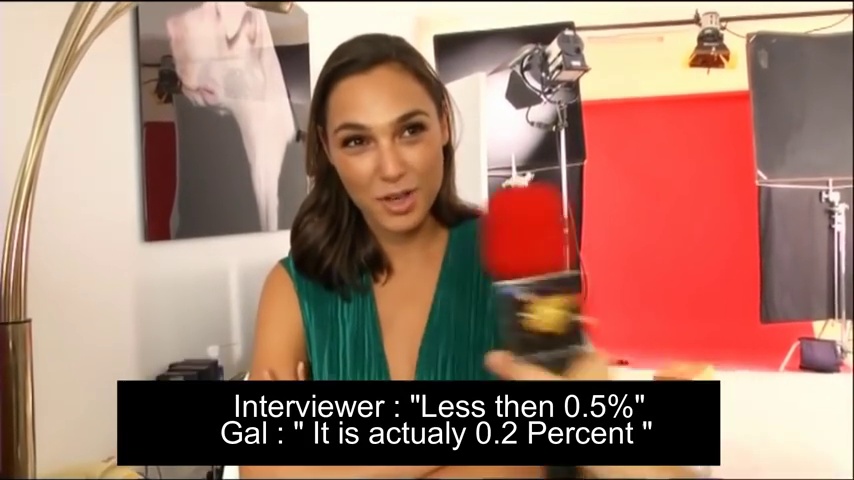 Interviewer : "Less then 0.5%"
Gal : " It is actualy 0.2 Percent "